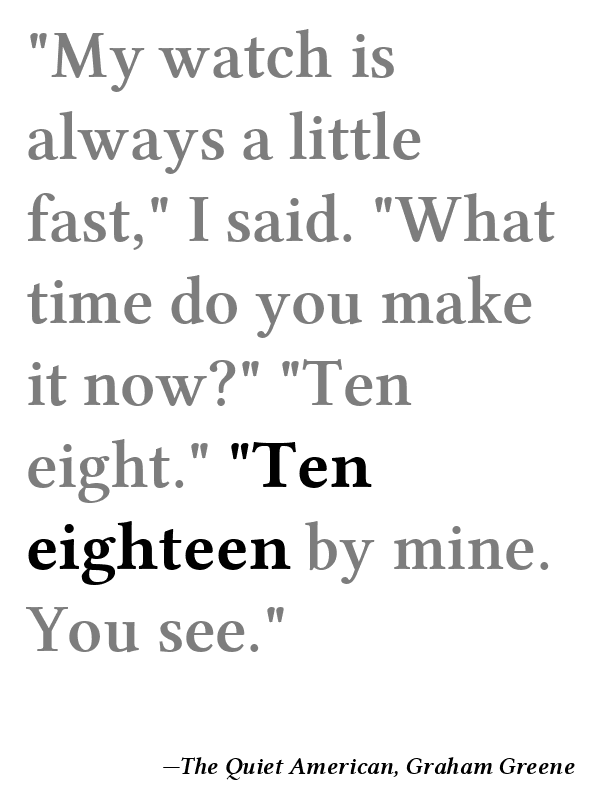 "My watch is
always a little
fast," I said. "What
time do you make
it now?" "Ten
eight." "Ten
eighteen by mine.
You see."
—The Quiet American, Graham Greene